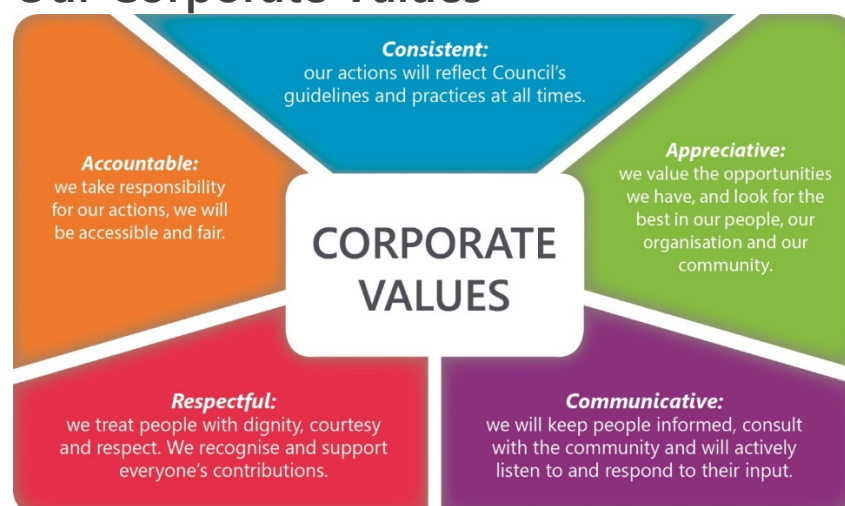 Our Corporate Values
Consistent:
our actions will reflect Council's
guidelines and practices at all times.
Accountable:
we take responsibility
for our actions, we will
be accessible and fair.
Appreciative:
we value the opportunities
we have, and look for the
best in our people, our
organisation and our
community.
CORPORATE
VALUES
Respectful:
we treat people with dignity, courtesy
and respect. We recognise and support
everyone's contributions.
Communicative:
we will keep people informed, consult
with the community and will actively
listen to and respond to their input.